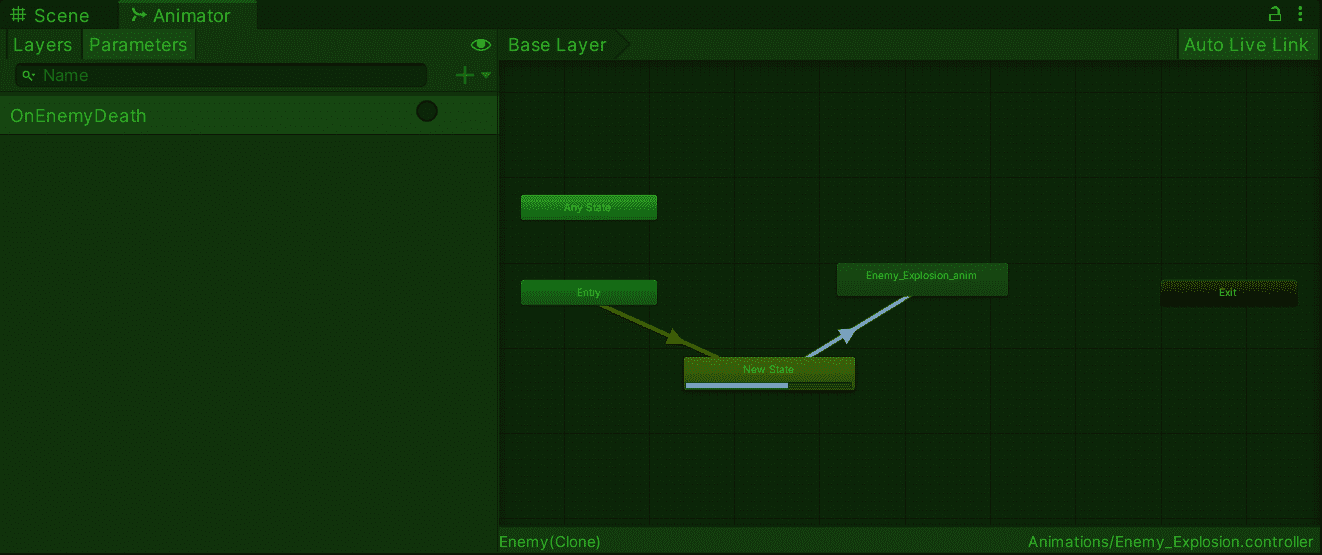 Scene
Animator
Layers
Parameters
Name
OnEnemyDeath
Base Layer
Auto Live Link
Any State
Entry
Enemy_Explosion_anim
Exit
New State
Enemy(Clone)
Animations/Enemy_Explosion.controller